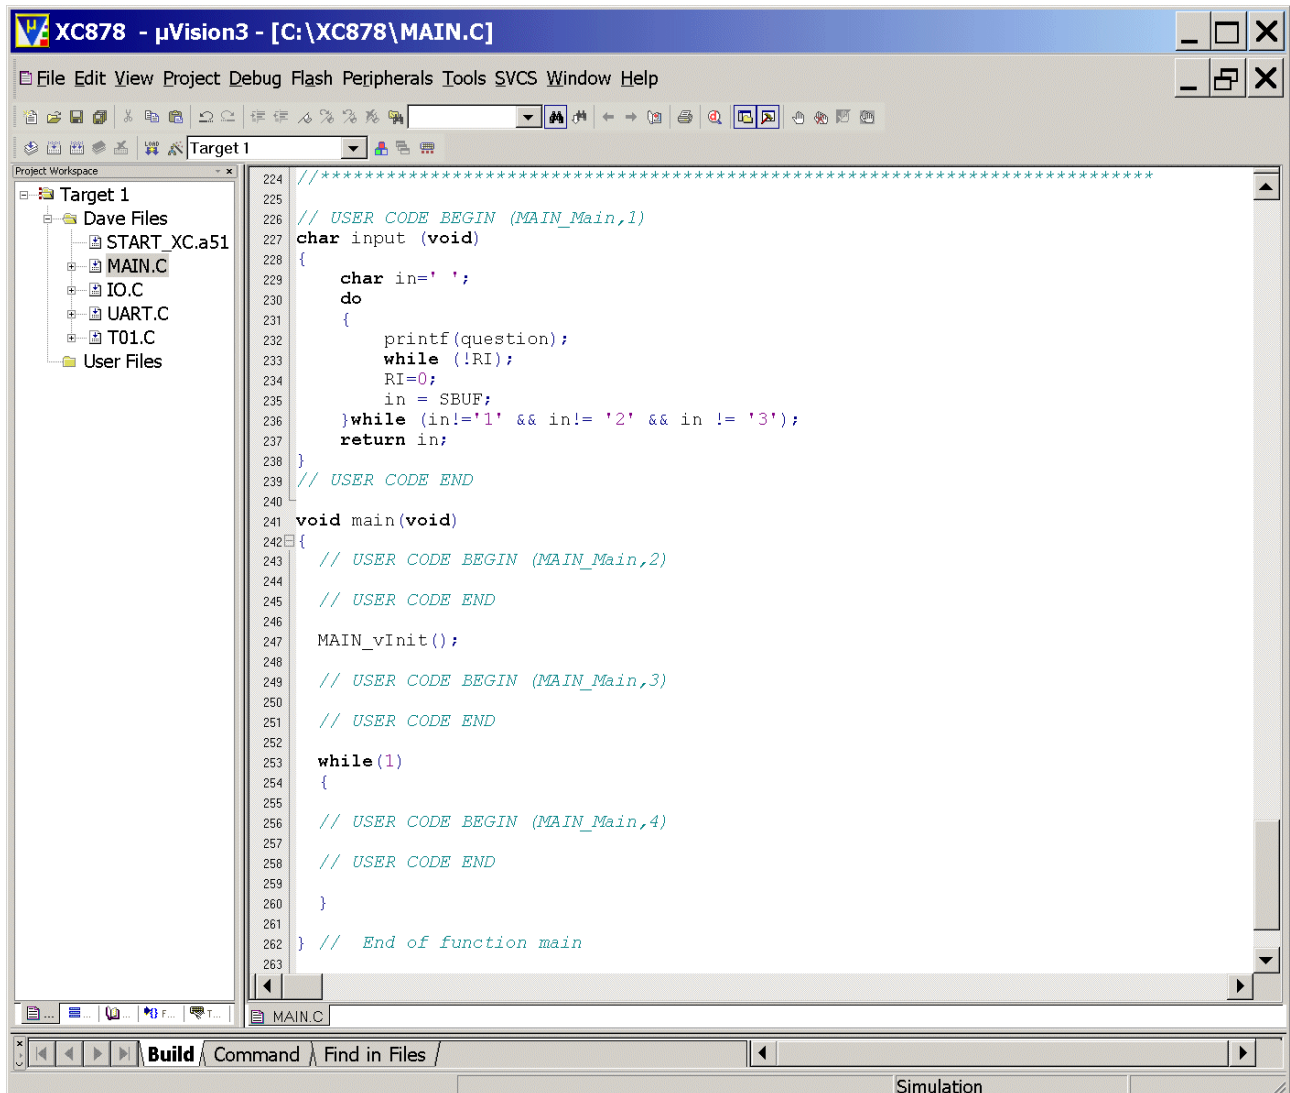 XC878 - µVision3 - [C:\XC878\MAIN.C]
File Edit View Project Debug Flash Peripherals Tools SVCS Window Help
LOAD Target 1
Project Workspace
Target 1
Dave Files
START_XC.a51
MAIN.C
IO.C
UART.C
T01.C
User Files
224 //****************************************************************************
225
226 // USER CODE BEGIN (MAIN_Main,1)
227 char input (void)
228 {
229     char in=' ';
230     do
231     {
232         printf(question);
233         while (!RI);
234         RI=0;
235         in = SBUF;
236     }while (in!='1' && in!= '2' && in != '3');
237     return in;
238 }
239 // USER CODE END
240
241 void main(void)
242 {
243   // USER CODE BEGIN (MAIN_Main,2)
244
245   // USER CODE END
246
247   MAIN_vInit();
248
249   // USER CODE BEGIN (MAIN_Main,3)
250
251   // USER CODE END
252
253   while(1)
254   {
255
256   // USER CODE BEGIN (MAIN_Main,4)
257
258   // USER CODE END
259
260   }
261
262 } //  End of function main
263
... ... ... F... T...
MAIN.C
Build Command Find in Files
Simulation